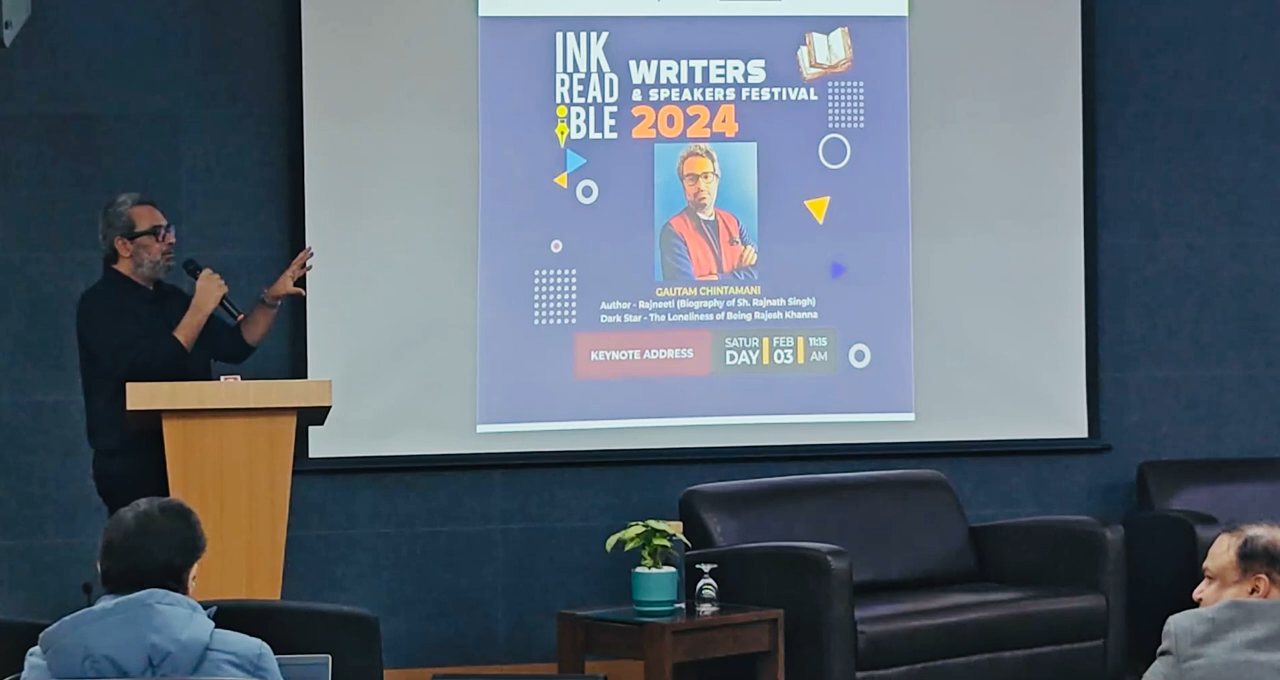 INK
READ
iBLE
WRITERS
& SPEAKERS FESTIVAL
2024
GAUTAM CHINTAMANI
Author - Rajneeti (Biography of Sh. Rajnath Singh)
Dark Star - The Lonliness of Being Rajesh Khanna
KEYNOTE ADDRESS
SATUR
DAY
FEB
03
11:15
AM